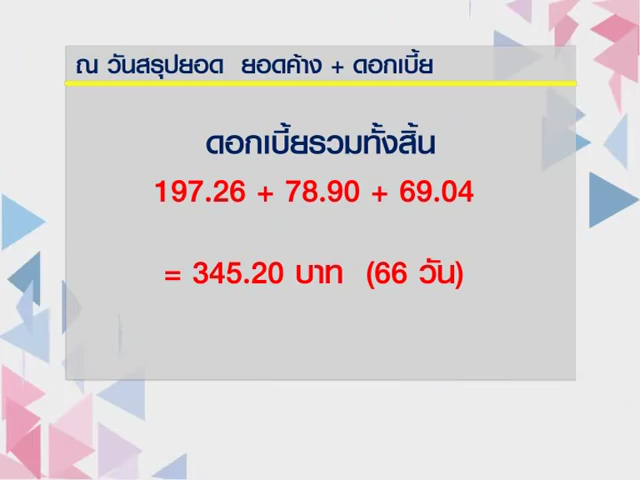 ณ วันสรุปยอด ยอดค้าง + ดอกเบี้ย
ดอกเบี้ยรวมทั้งสิ้น
197.26 + 78.90 + 69.04
= 345.20 บาท (66 วัน)